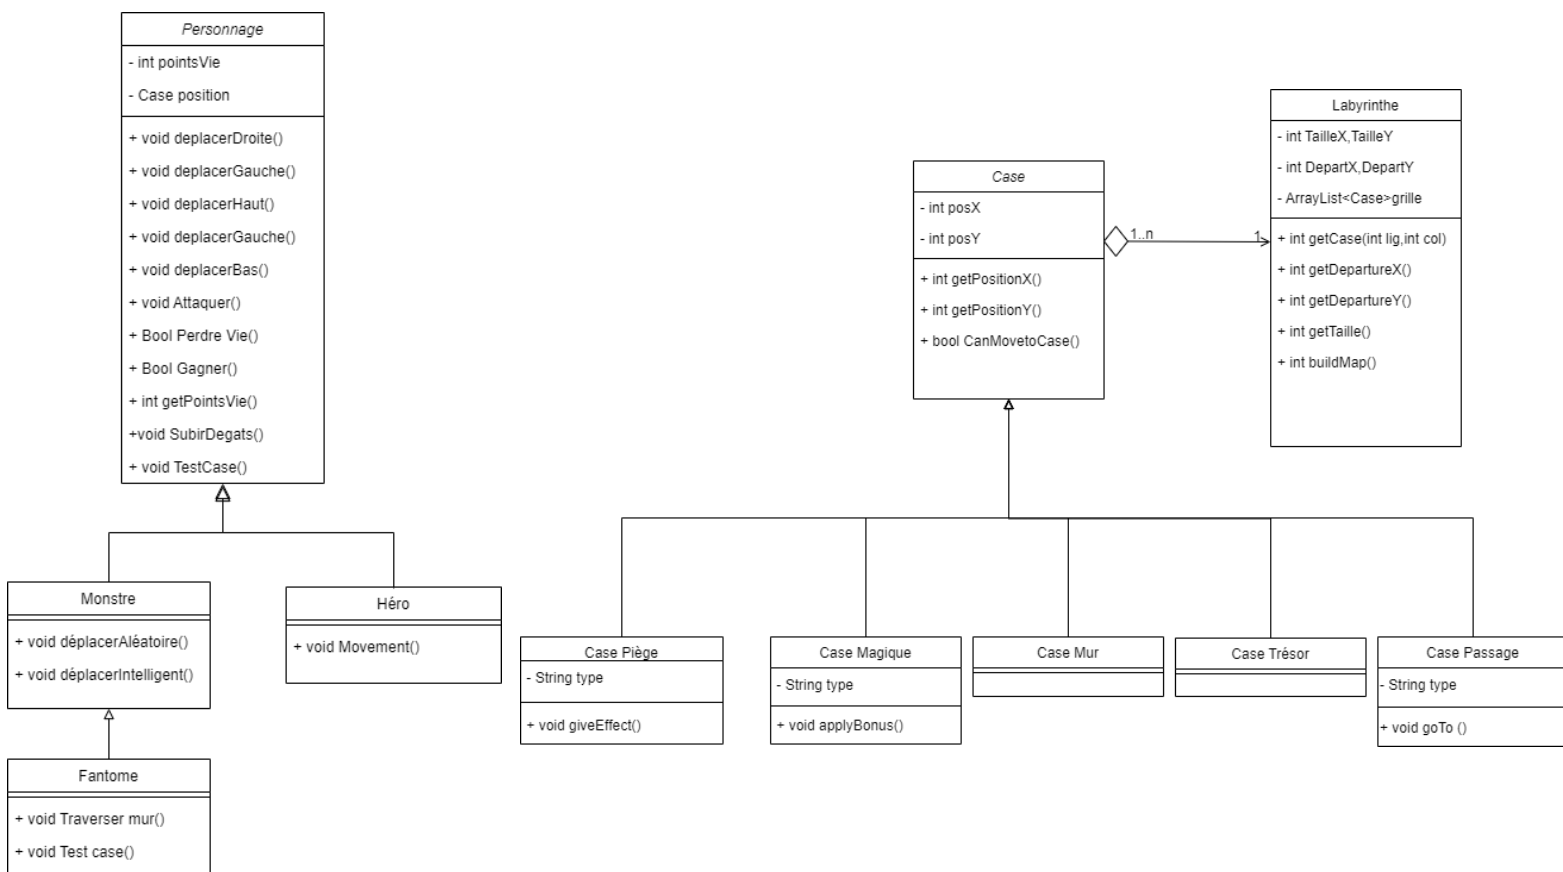 Personnage
- int pointsVie
- Case position
+ void deplacerDroite()
+ void deplacerGauche()
+ void deplacerHaut()
+ void deplacerGauche()
+ void deplacerBas()
+ void Attaquer()
+ Bool Perdre Vie()
+ Bool Gagner()
+ int getPointsVie()
+void SubirDegats()
+ void TestCase()
Monstre
+ void déplacerAléatoire()
+ void déplacerIntelligent()
Héro
+ void Movement()
Fantome
+ void Traverser mur()
+ void Test case()
Case
- int posX
- int posY
+ int getPositionX()
+ int getPositionY()
+ bool CanMovetoCase()
1..n
1
Labyrinthe
- int TailleX,TailleY
- int DepartX,DepartY
- ArrayList<Case>grille
+ int getCase(int lig,int col)
+ int getDepartureX()
+ int getDepartureY()
+ int getTaille()
+ int buildMap()
Case Piège
- String type
+ void giveEffect()
Case Magique
- String type
+ void applyBonus()
Case Mur
Case Trésor
Case Passage
- String type
+ void goTo ()